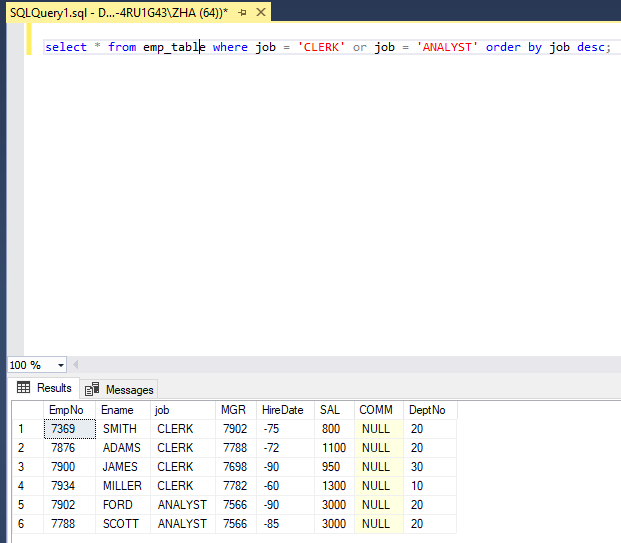 SQLQuery1.sql - D...-4RU1G43\ZHA (64))*
select * from emp_table where job = 'CLERK' or job = 'ANALYST' order by job desc;
100 %
Results Messages
EmpNo Ename job MGR HireDate SAL COMM DeptNo
1 7369 SMITH CLERK 7902 -75 800 NULL 20
2 7876 ADAMS CLERK 7788 -72 1100 NULL 20
3 7900 JAMES CLERK 7698 -90 950 NULL 30
4 7934 MILLER CLERK 7782 -60 1300 NULL 10
5 7902 FORD ANALYST 7566 -90 3000 NULL 20
6 7788 SCOTT ANALYST 7566 -85 3000 NULL 20